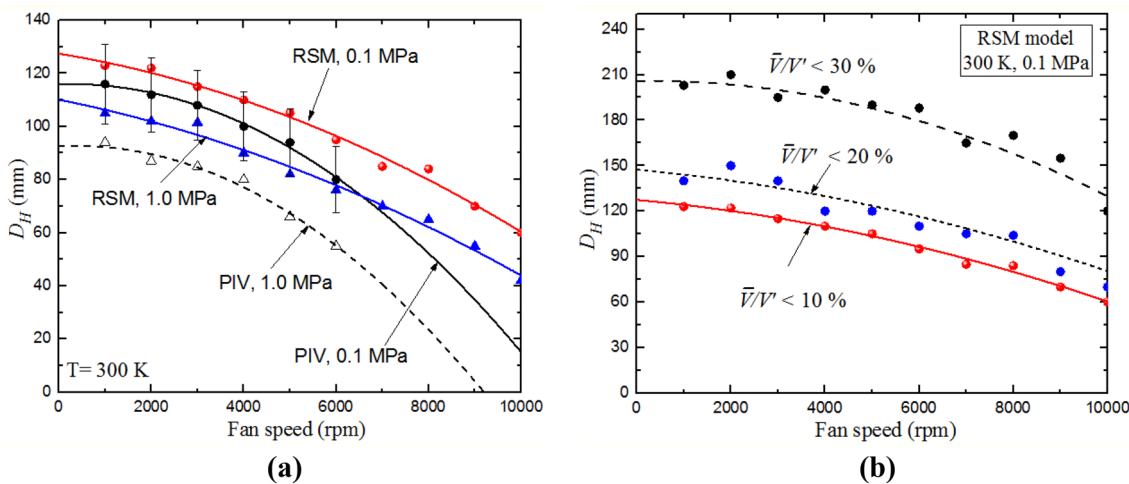 (a)
140
120
100
80
60
40
20
0
D_H (mm)
RSM, 0.1 MPa
RSM, 1.0 MPa
PIV, 1.0 MPa
PIV, 0.1 MPa
T= 300 K
0 2000 4000 6000 8000 10000
Fan speed (rpm)
(b)
270
240
210
180
150
120
90
60
30
0
D_H (mm)
RSM model
300 K, 0.1 MPa
V̄/V' < 30 %
V̄/V' < 20 %
V̄/V' < 10 %
0 2000 4000 6000 8000 10000
Fan speed (rpm)
(a)
(b)